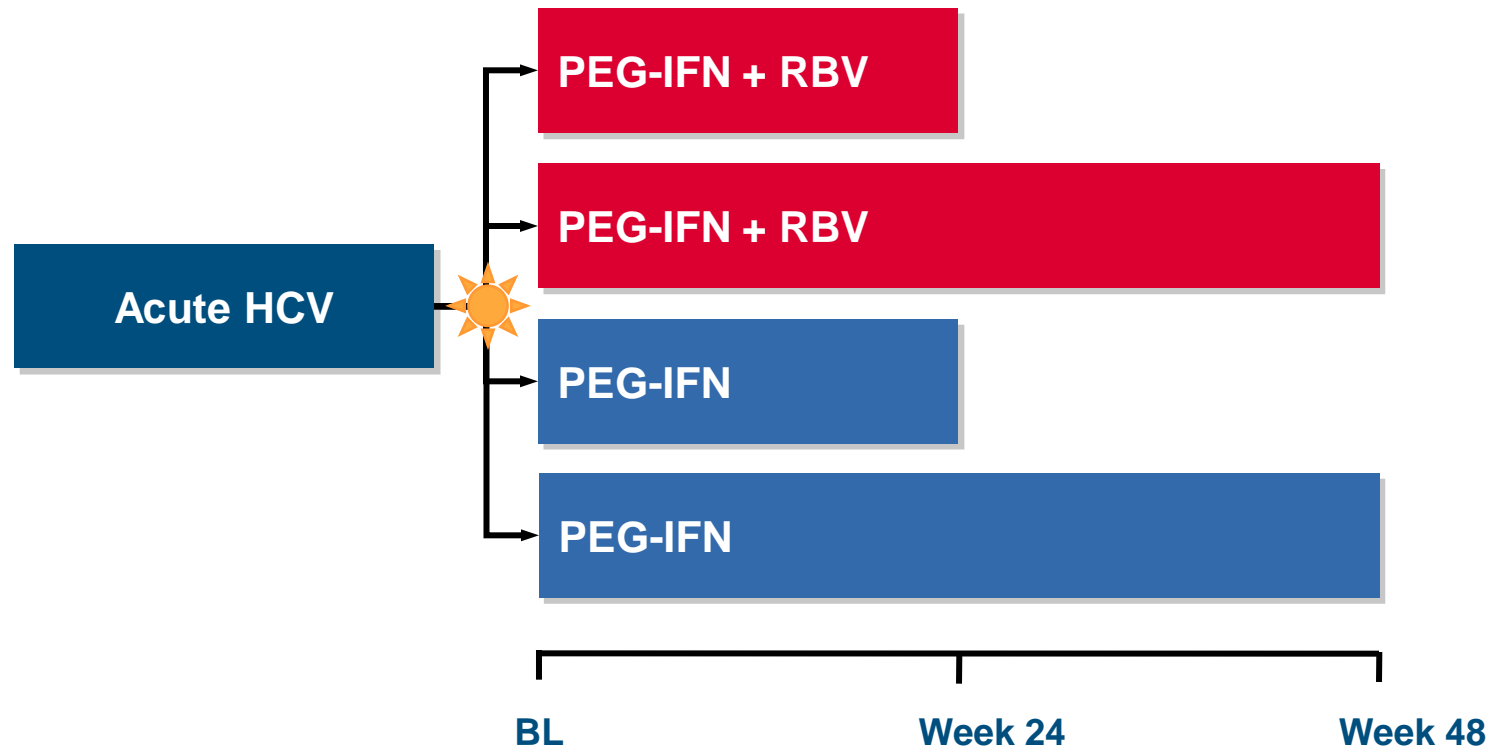 PEG-IFN + RBV
PEG-IFN + RBV
Acute HCV
PEG-IFN
PEG-IFN
BL Week 24 Week 48